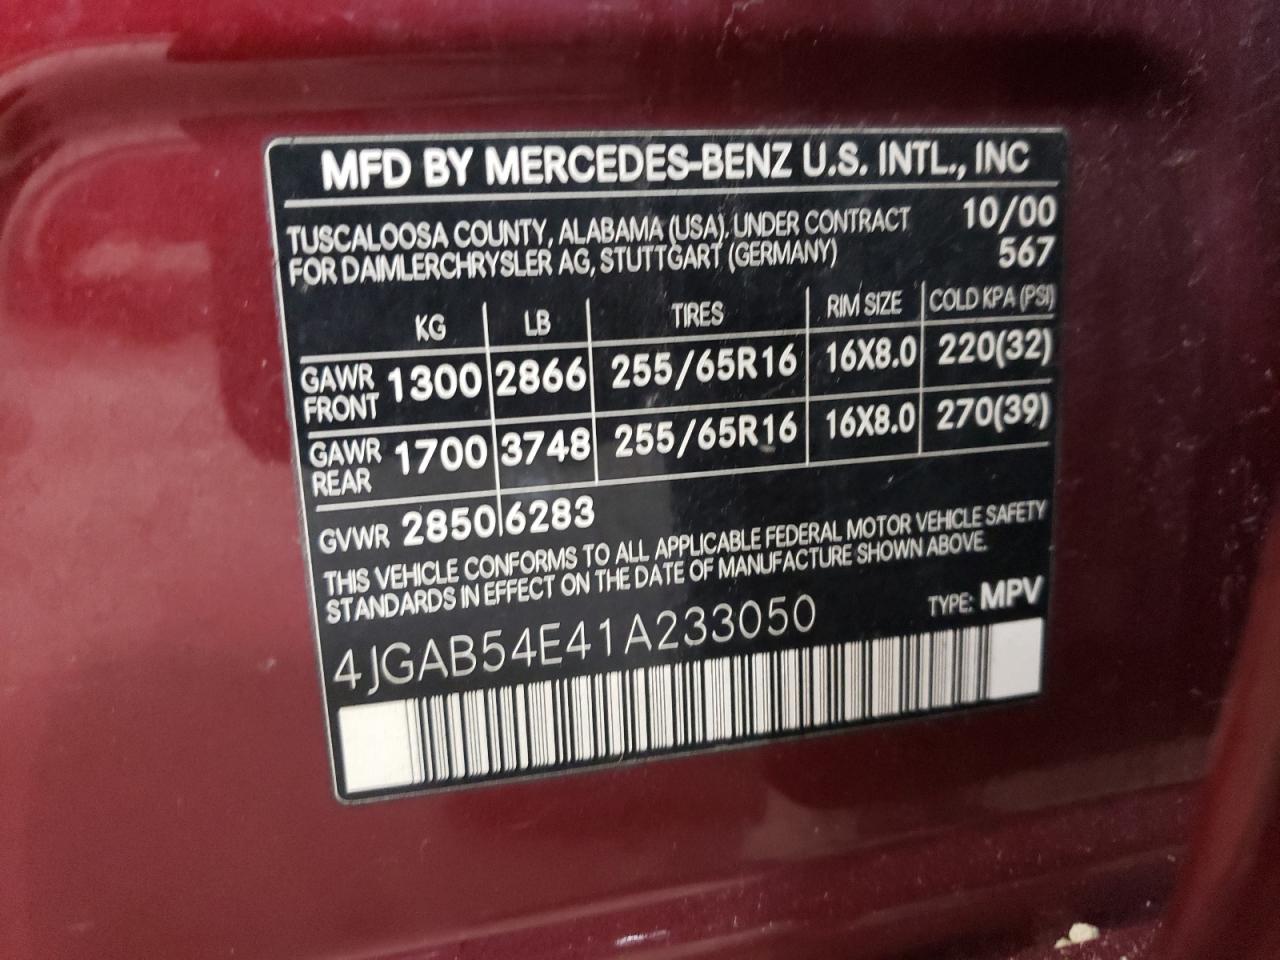 MFD BY MERCEDES-BENZ U.S. INTL., INC
TUSCALOOSA COUNTY, ALABAMA (USA), UNDER CONTRACT 10/00
FOR DAIMLERCHRYSLER AG, STUTTGART (GERMANY) 567
KG LB TIRES RIM SIZE COLD KPA (PSI)
GAWR FRONT 1300 2866 255/65R16 16X8.0 220(32)
GAWR REAR 1700 3748 255/65R16 16X8.0 270(39)
GVWR 2850 6283
THIS VEHICLE CONFORMS TO ALL APPLICABLE FEDERAL MOTOR VEHICLE SAFETY
STANDARDS IN EFFECT ON THE DATE OF MANUFACTURE SHOWN ABOVE.
4JGAB54E41A233050 TYPE: MPV